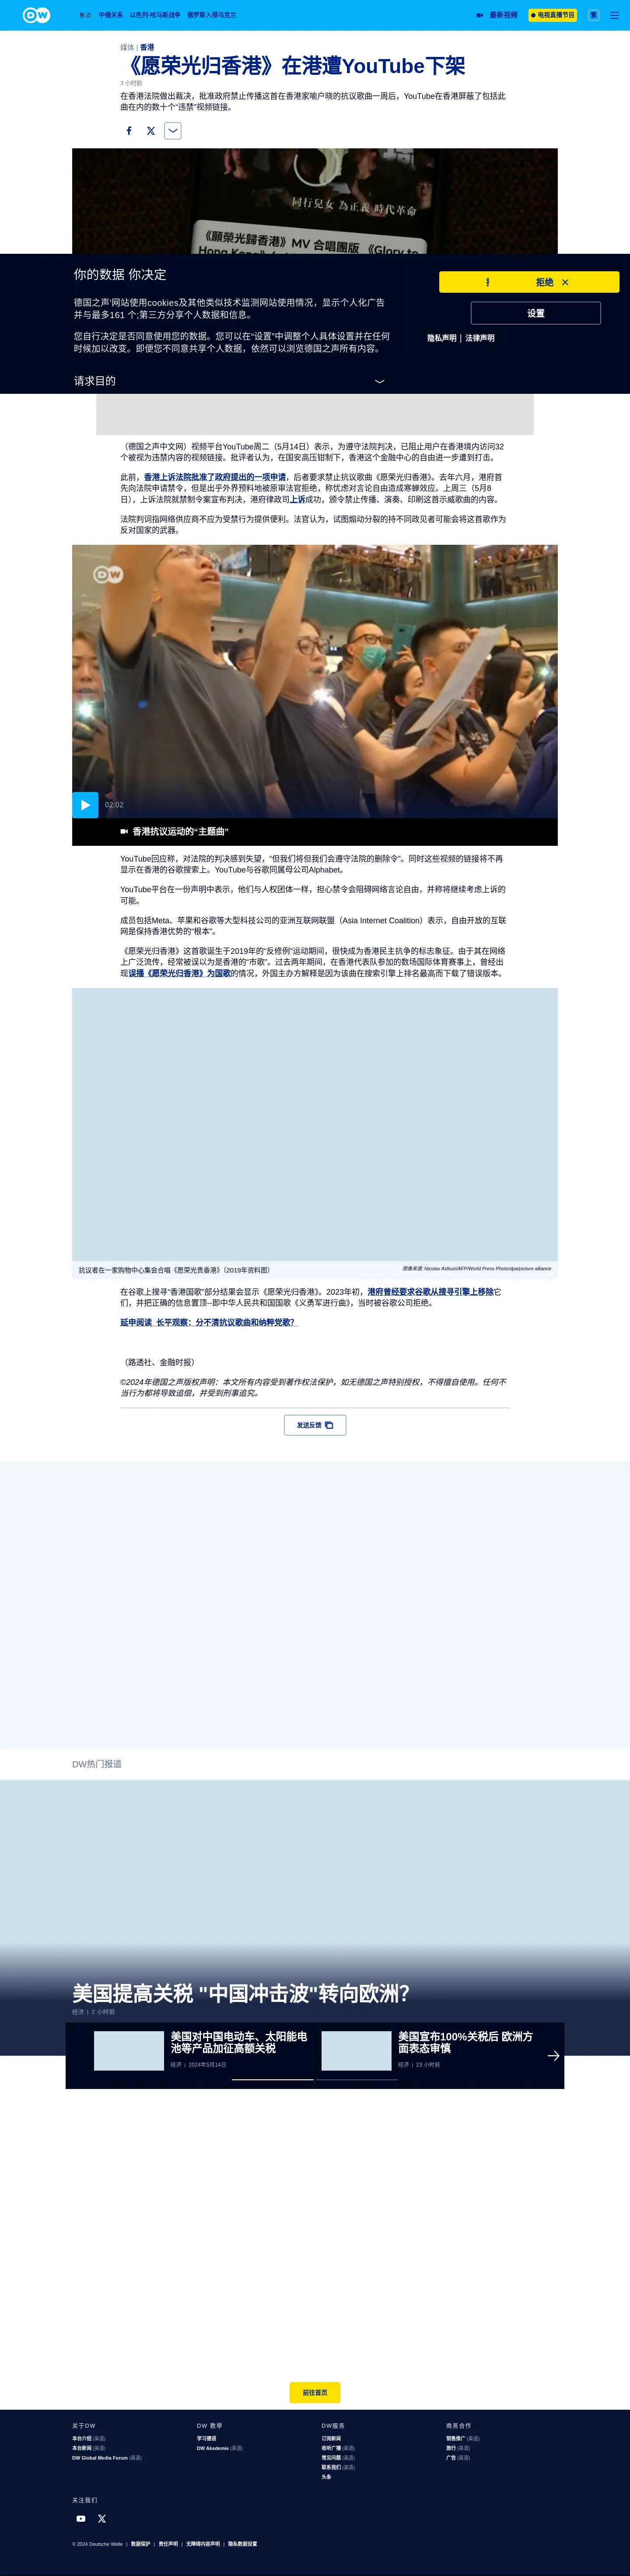 DW
焦点 中俄关系 以色列-哈马斯战争 俄罗斯入侵乌克兰
最新视频 电视直播节目 繁
媒体 | 香港
《愿荣光归香港》在港遭YouTube下架
3 小时前
在香港法院做出裁决，批准政府禁止传播这首在香港家喻户晓的抗议歌曲一周后，YouTube在香港屏蔽了包括此
曲在内的数十个“违禁”视频链接。
同行兒女 為正義 時代革命
《願榮光歸香港》MV 合唱團版 《Glory to
你的数据 你决定
德国之声'网站使用cookies及其他类似技术监测网站使用情况，显示个人化广告
并与最多161 个;第三方分享个人数据和信息。
您自行决定是否同意使用您的数据。您可以在“设置”中调整个人具体设置并在任何
时候加以改变。即便您不同意共享个人数据，依然可以浏览德国之声所有内容。
请求目的
拒绝
设置
隐私声明 | 法律声明
（德国之声中文网）视频平台YouTube周二（5月14日）表示，为遵守法院判决，已阻止用户在香港境内访问32
个被视为违禁内容的视频链接。批评者认为，在国安高压钳制下，香港这个金融中心的自由进一步遭到打击。
此前，香港上诉法院批准了政府提出的一项申请，后者要求禁止抗议歌曲《愿荣光归香港》。去年六月，港府首
先向法院申请禁令，但是出乎外界预料地被原审法官拒绝，称忧虑对言论自由造成寒蝉效应。上周三（5月8
日），上诉法院就禁制令案宣布判决，港府律政司上诉成功，颁令禁止传播、演奏、印刷这首示威歌曲的内容。
法院判词指网络供应商不应为受禁行为提供便利。法官认为，试图煽动分裂的持不同政见者可能会将这首歌作为
反对国家的武器。
DW
02:02
香港抗议运动的“主题曲”
YouTube回应称，对法院的判决感到失望，“但我们将但我们会遵守法院的删除令”。同时这些视频的链接将不再
显示在香港的谷歌搜索上。YouTube与谷歌同属母公司Alphabet。
YouTube平台在一份声明中表示，他们与人权团体一样，担心禁令会阻碍网络言论自由，并称将继续考虑上诉的
可能。
成员包括Meta、苹果和谷歌等大型科技公司的亚洲互联网联盟（Asia Internet Coalition）表示，自由开放的互联
网是保持香港优势的“根本”。
《愿荣光归香港》这首歌诞生于2019年的“反修例”运动期间，很快成为香港民主抗争的标志象征。由于其在网络
上广泛流传，经常被误以为是香港的“市歌”。过去两年期间，在香港代表队参加的数场国际体育赛事上，曾经出
现误播《愿荣光归香港》为国歌的情况，外国主办方解释是因为该曲在搜索引擎上排名最高而下载了错误版本。
抗议者在一家购物中心集会合唱《愿荣光贵香港》（2019年资料图）
图像来源: Nicolas Asfouri/AFP/World Press Photo/dpa/picture alliance
在谷歌上搜寻“香港国歌”部分结果会显示《愿荣光归香港》。2023年初，港府曾经要求谷歌从搜寻引擎上移除它
们，并把正确的信息置顶--即中华人民共和国国歌《义勇军进行曲》，当时被谷歌公司拒绝。
延申阅读 长平观察：分不清抗议歌曲和纳粹党歌？
（路透社、金融时报）
©2024年德国之声版权声明：本文所有内容受到著作权法保护，如无德国之声特别授权，不得擅自使用。任何不
当行为都将导致追偿，并受到刑事追究。
发送反馈
DW热门报道
美国提高关税 "中国冲击波"转向欧洲？
经济 | 2 小时前
美国对中国电动车、太阳能电
池等产品加征高额关税
经济 | 2024年5月14日
美国宣布100%关税后 欧洲方
面表态审慎
经济 | 23 小时前
前往首页
关于DW
本台介绍 (英语)
本台新闻 (英语)
DW Global Media Forum (英语)
DW 教學
学习德语
DW Akademie (英语)
DW服务
订阅新闻
收听广播 (英语)
常见问题 (英语)
联系我们 (英语)
头条
商务合作
销售推广 (英语)
旅行 (英语)
广告 (英语)
关注我们
© 2024 Deutsche Welle | 数据保护 | 责任声明 | 无障碍内容声明 | 隐私数据设置